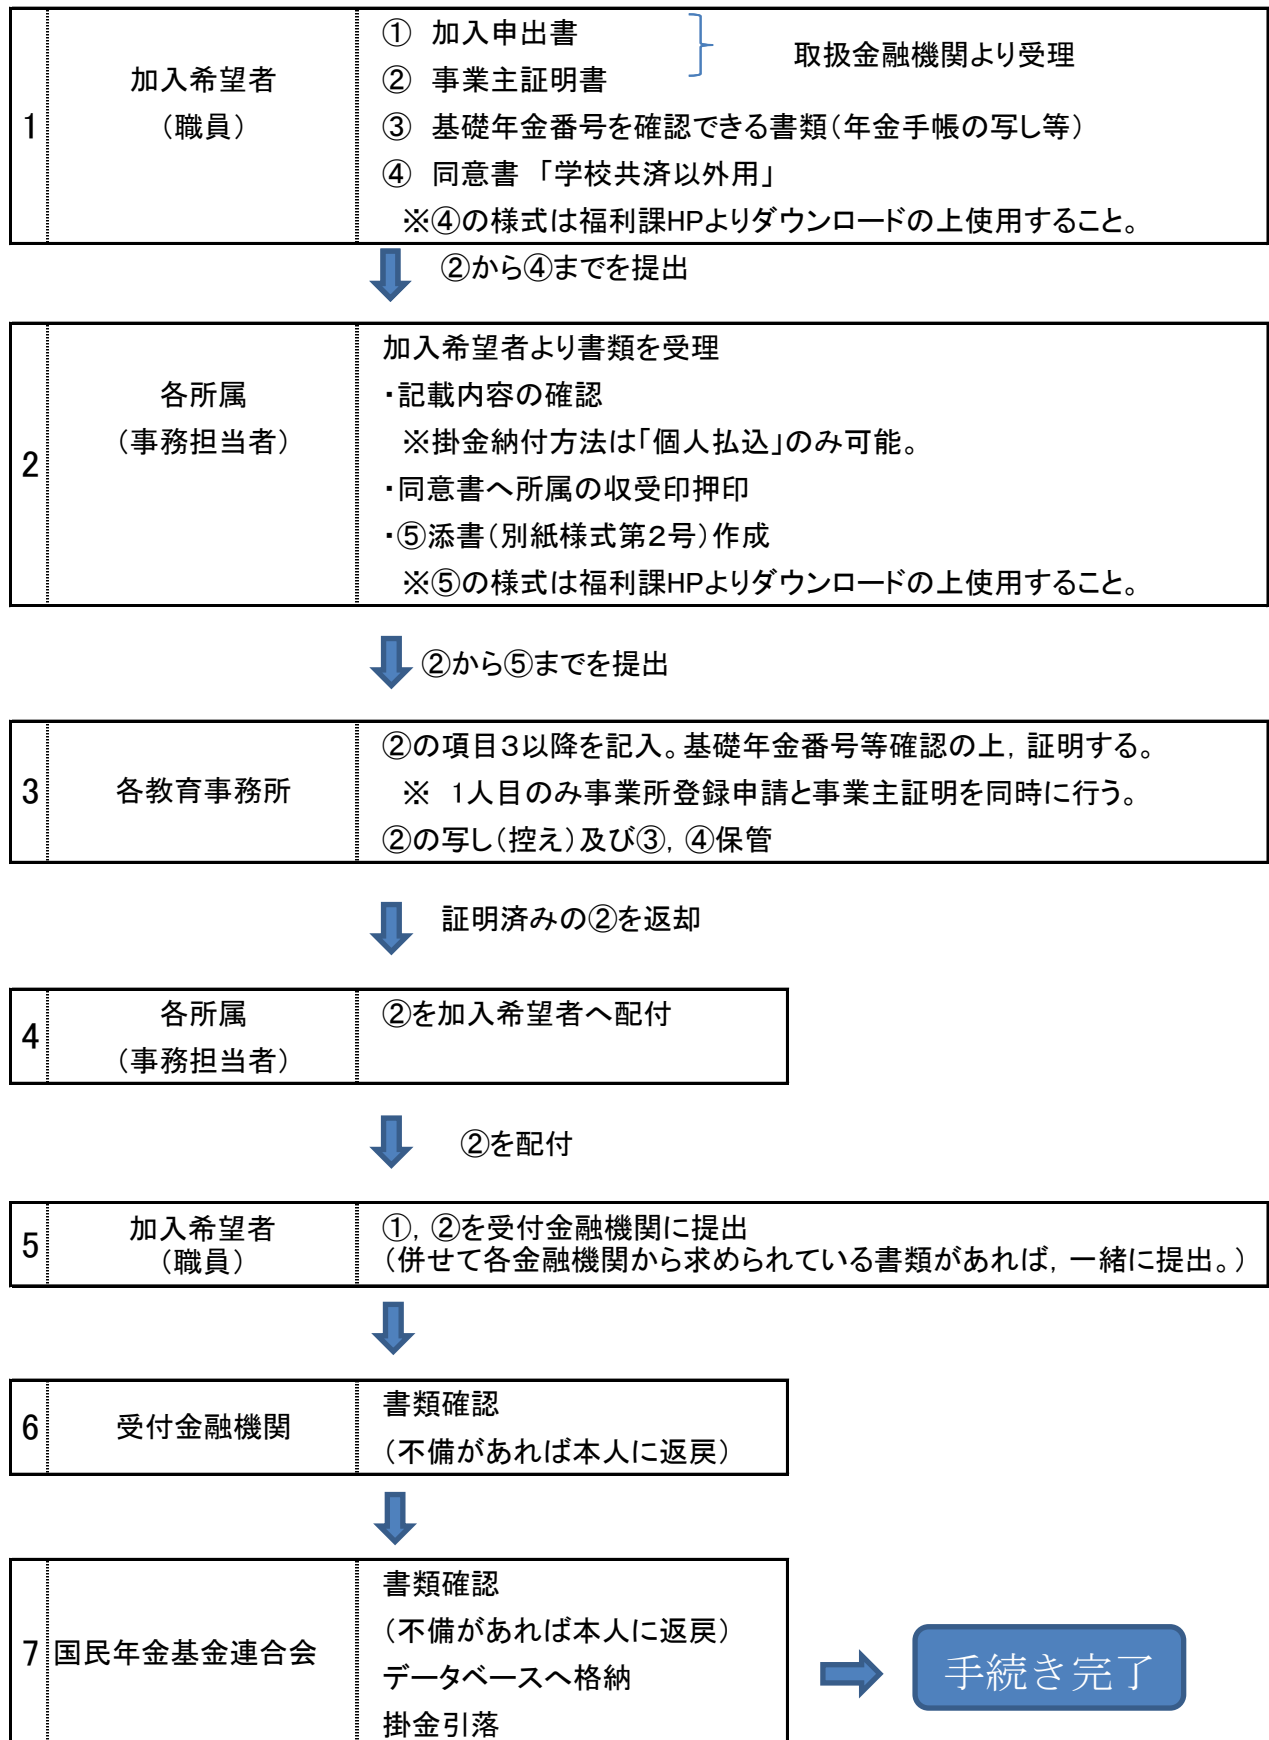 1
加入希望者
（職員）
① 加入申出書
② 事業主証明書
取扱金融機関より受理
③ 基礎年金番号を確認できる書類（年金手帳の写し等）
④ 同意書 「学校共済以外用」
※④の様式は福利課HPよりダウンロードの上使用すること。
②から④までを提出
2
各所属
（事務担当者）
加入希望者より書類を受理
・記載内容の確認
※掛金納付方法は「個人払込」のみ可能。
・同意書へ所属の収受印押印
・⑤添書（別紙様式第２号）作成
※⑤の様式は福利課HPよりダウンロードの上使用すること。
②から⑤までを提出
3
各教育事務所
②の項目３以降を記入。基礎年金番号等確認の上，証明する。
※ 1人目のみ事業所登録申請と事業主証明を同時に行う。
②の写し（控え）及び③，④保管
証明済みの②を返却
4
各所属
（事務担当者）
②を加入希望者へ配付
②を配付
5
加入希望者
（職員）
①，②を受付金融機関に提出
（併せて各金融機関から求められている書類があれば，一緒に提出。）
6
受付金融機関
書類確認
（不備があれば本人に返戻）
7
国民年金基金連合会
書類確認
（不備があれば本人に返戻）
データベースへ格納
掛金引落
手続き完了